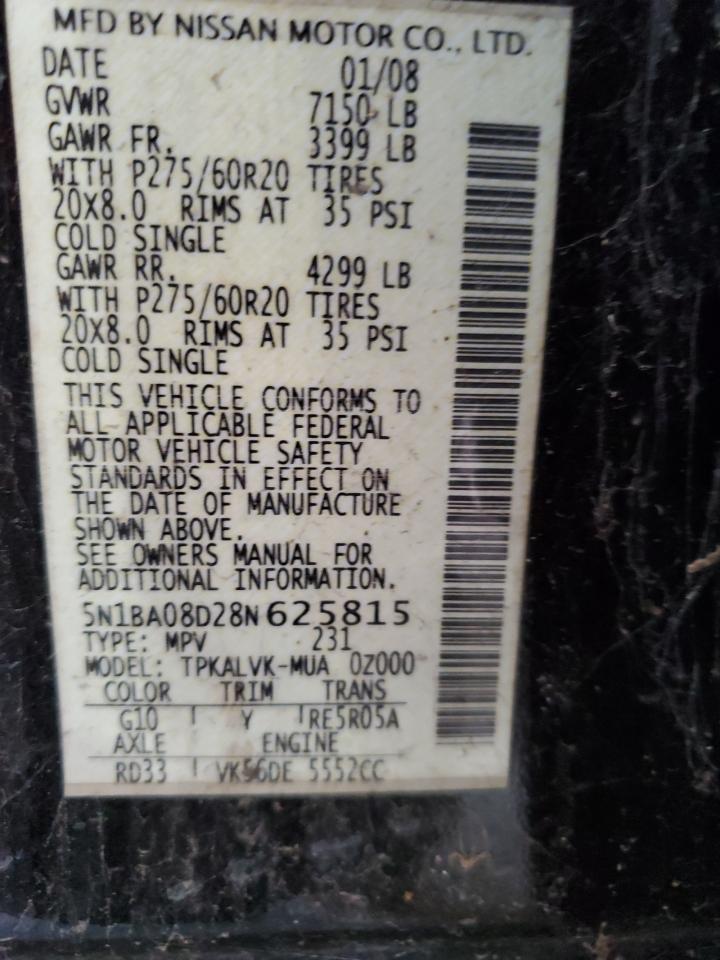 MFD BY NISSAN MOTOR CO., LTD.
DATE 01/08
GVWR 7150 LB
GAWR FR. 3399 LB
WITH P275/60R20 TIRES
20X8.0 RIMS AT 35 PSI
COLD SINGLE
GAWR RR. 4299 LB
WITH P275/60R20 TIRES
20X8.0 RIMS AT 35 PSI
COLD SINGLE
THIS VEHICLE CONFORMS TO
ALL APPLICABLE FEDERAL
MOTOR VEHICLE SAFETY
STANDARDS IN EFFECT ON
THE DATE OF MANUFACTURE
SHOWN ABOVE.
SEE OWNERS MANUAL FOR
ADDITIONAL INFORMATION.
5N1BA08D28N625815
TYPE: MPV 231
MODEL: TPKALVK-MUA 0Z000
COLOR TRIM TRANS
G10 Y RE5R05A
AXLE ENGINE
RD33 VK56DE 5552CC